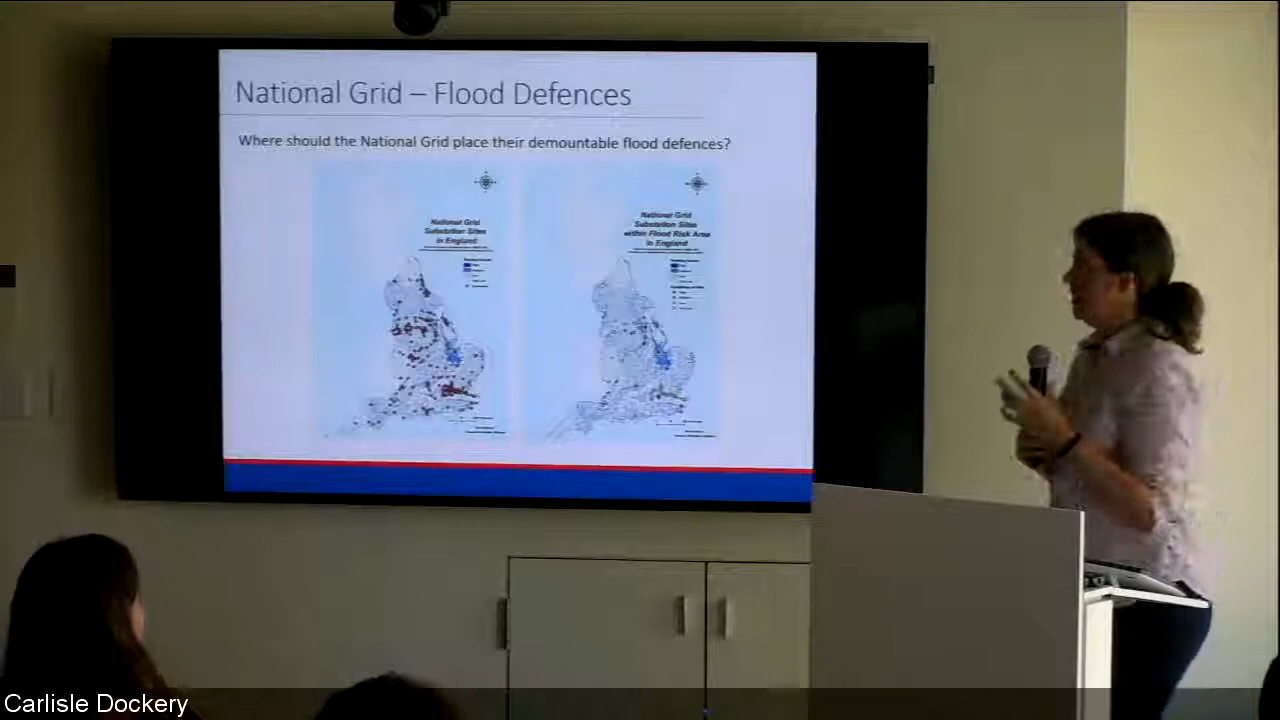 National Grid – Flood Defences
Where should the National Grid place their demountable flood defences?
National Grid
Substation Sites
in England
National Grid
Substation Sites
within Flood Risk Area
in England
Carlisle Dockery